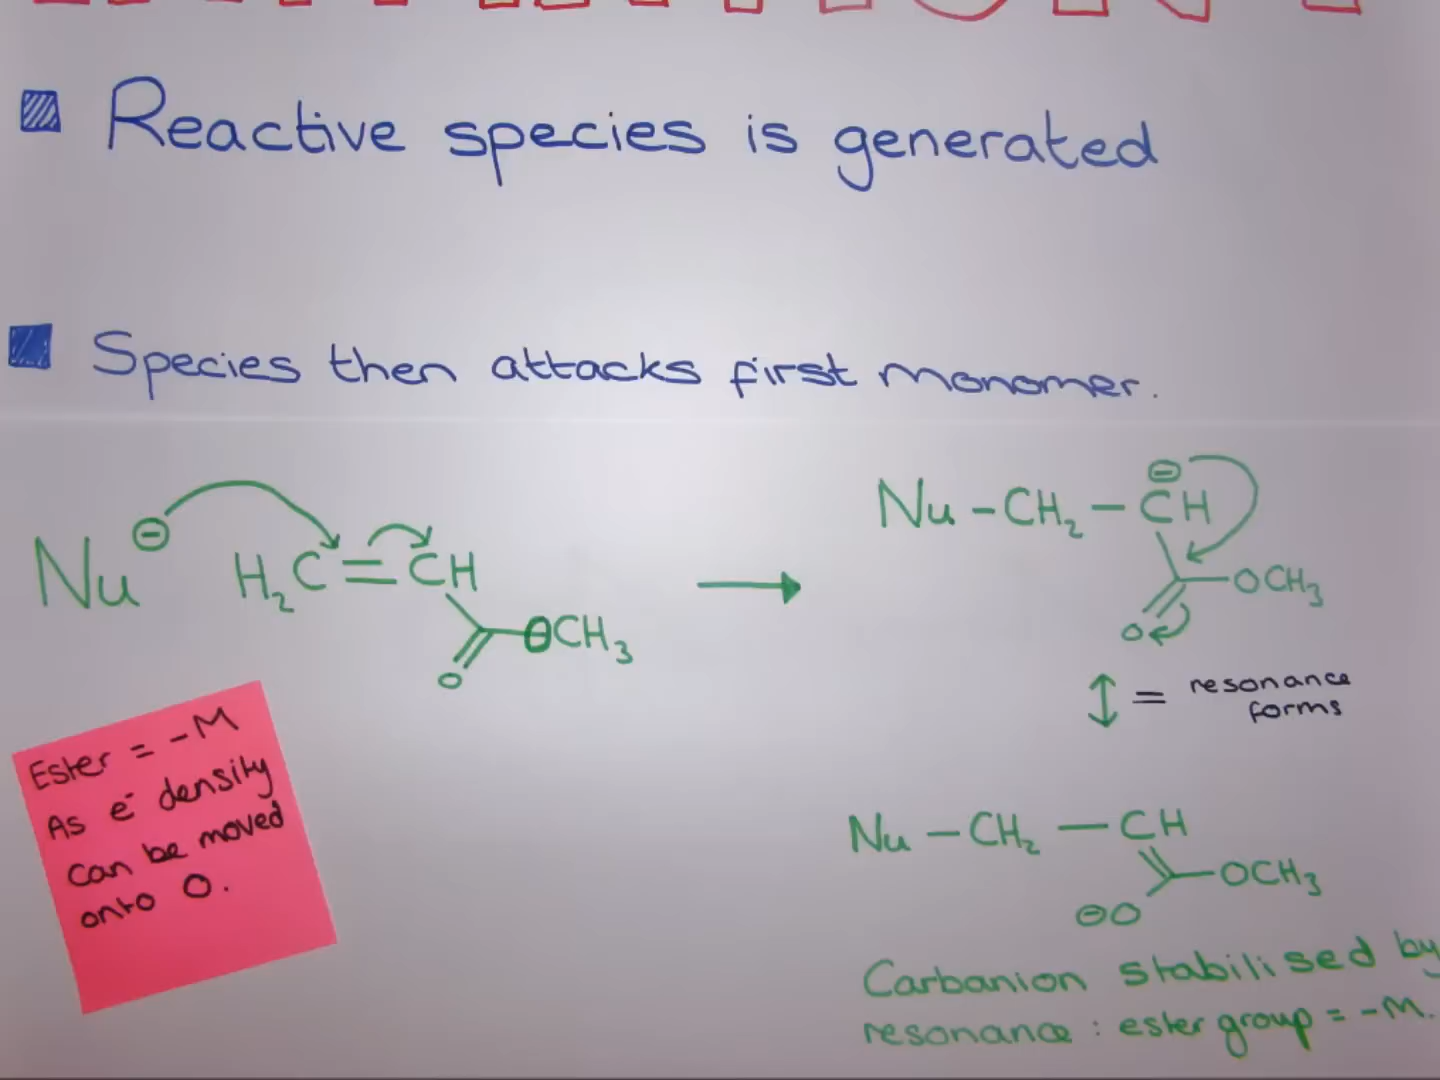 Reactive species is generated
Species then attacks first monomer.
Nu⊖ H₂C=CH
OCH₃
O
Nu-CH₂-CH
⊖
OCH₃
O
↕ = resonance
forms
Nu-CH₂-CH
OCH₃
⊖O
Carbanion stabilised by
resonance: ester group = -M.
Ester = -M
As e⁻ density
can be moved
onto O.